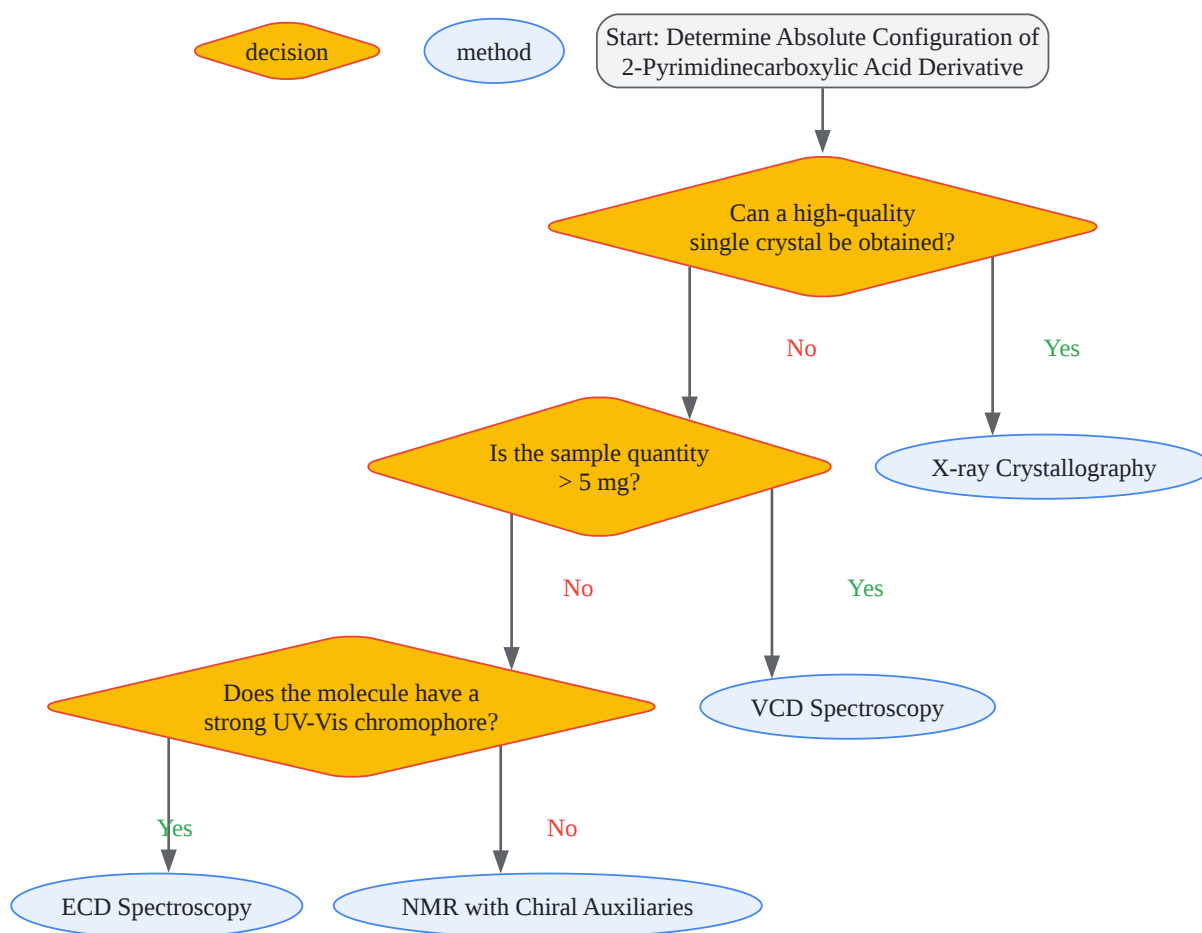 decision
method
Start: Determine Absolute Configuration of
2-Pyrimidinecarboxylic Acid Derivative
Can a high-quality
single crystal be obtained?
No
Yes
Is the sample quantity
> 5 mg?
X-ray Crystallography
No
Yes
Does the molecule have a
strong UV-Vis chromophore?
VCD Spectroscopy
Yes
No
ECD Spectroscopy
NMR with Chiral Auxiliaries